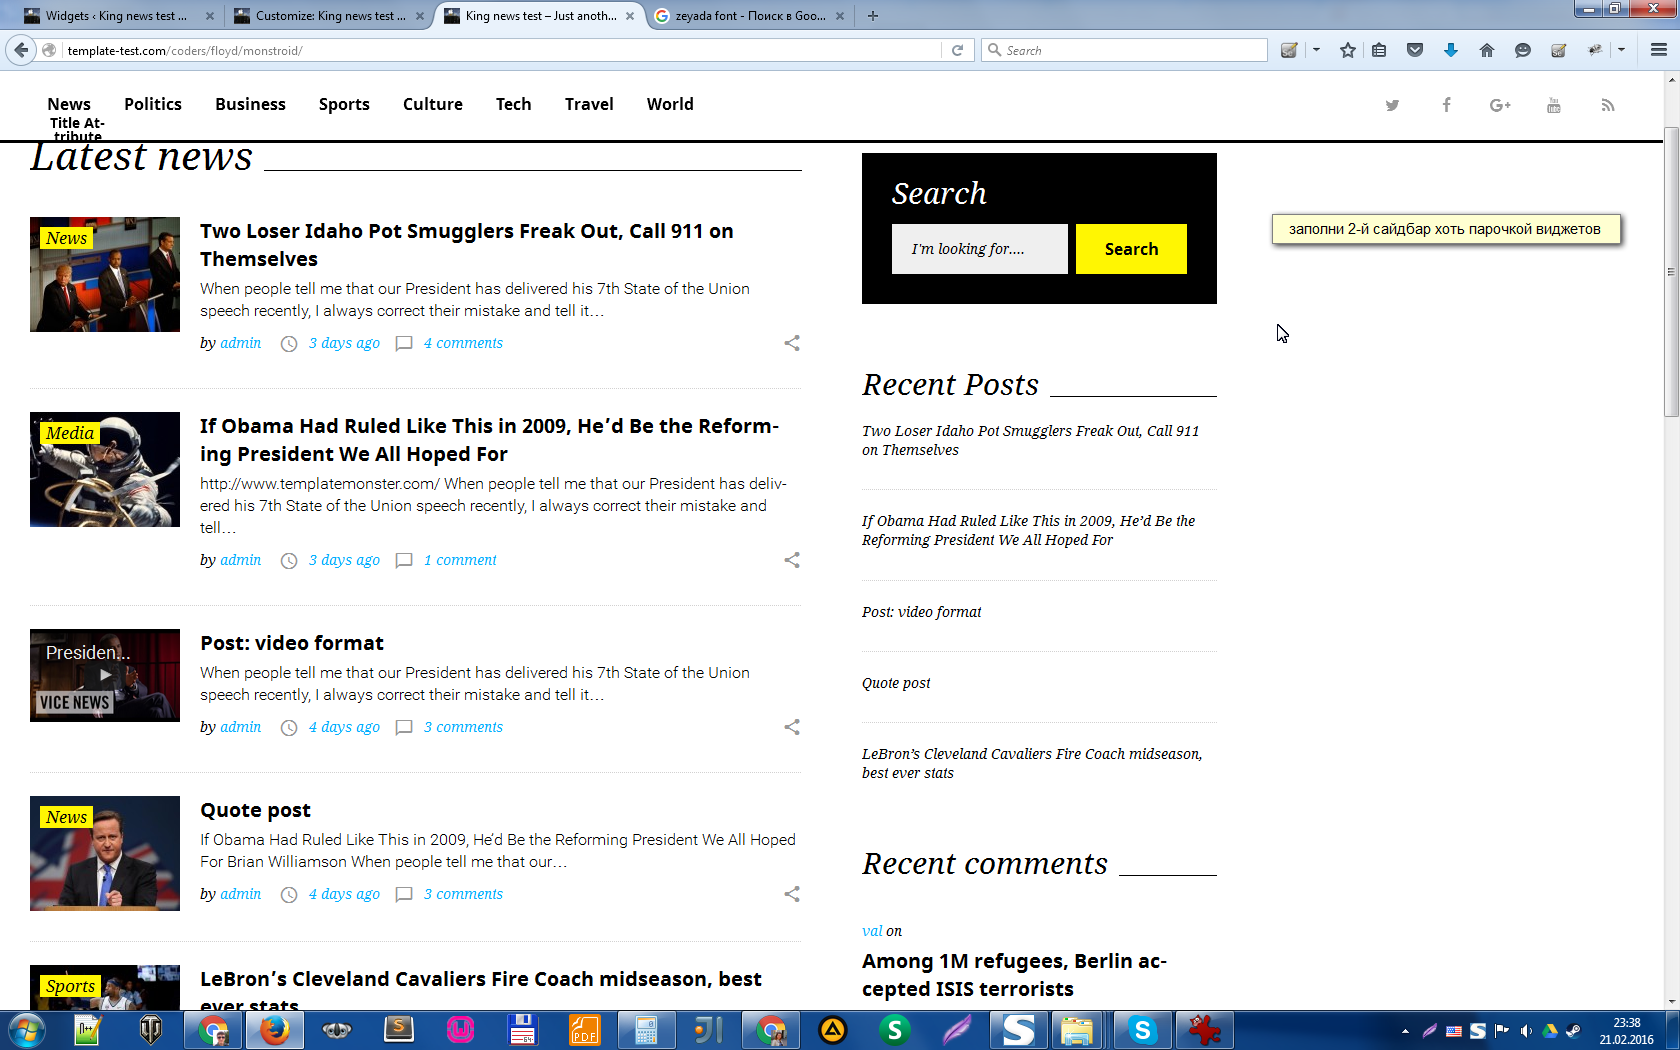 Widgets ‹ King news test ...
Customize: King news test ...
King news test – Just anoth...
zeyada font - Поиск в Goo...
template-test.com/coders/floyd/monstroid/
Search
News
Politics
Business
Sports
Culture
Tech
Travel
World
Title At-
tribute
Latest news
News
Two Loser Idaho Pot Smugglers Freak Out, Call 911 on
Themselves
When people tell me that our President has delivered his 7th State of the Union
speech recently, I always correct their mistake and tell it…
by admin 3 days ago 4 comments
Media
If Obama Had Ruled Like This in 2009, He’d Be the Reform-
ing President We All Hoped For
http://www.templatemonster.com/ When people tell me that our President has deliv-
ered his 7th State of the Union speech recently, I always correct their mistake and
tell…
by admin 3 days ago 1 comment
Presiden...
VICE NEWS
Post: video format
When people tell me that our President has delivered his 7th State of the Union
speech recently, I always correct their mistake and tell it…
by admin 4 days ago 3 comments
News
Quote post
If Obama Had Ruled Like This in 2009, He’d Be the Reforming President We All Hoped
For Brian Williamson When people tell me that our…
by admin 4 days ago 3 comments
Sports
LeBron’s Cleveland Cavaliers Fire Coach midseason, best
ever stats
Search
I'm looking for....
Search
Recent Posts
Two Loser Idaho Pot Smugglers Freak Out, Call 911
on Themselves
If Obama Had Ruled Like This in 2009, He’d Be the
Reforming President We All Hoped For
Post: video format
Quote post
LeBron’s Cleveland Cavaliers Fire Coach midseason,
best ever stats
Recent comments
val on
Among 1M refugees, Berlin ac-
cepted ISIS terrorists
заполни 2-й сайдбар хоть парочкой виджетов
23:38
21.02.2016